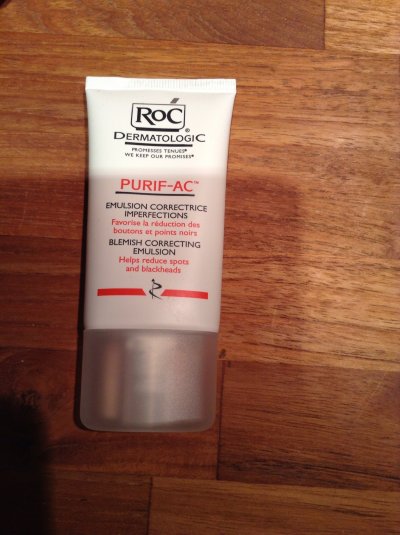 RoC®
DERMATOLOGIC
PROMESSES TENUES*
WE KEEP OUR PROMISES*
PURIF-AC™
EMULSION CORRECTRICE
IMPERFECTIONS
Favorise la réduction des
boutons et points noirs
BLEMISH CORRECTING
EMULSION
Helps reduce spots
and blackheads